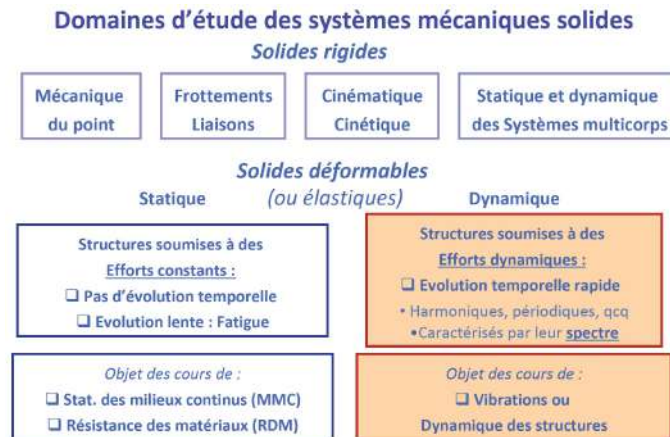 Domaines d'étude des systèmes mécaniques solides
Solides rigides
Mécanique
du point
Frottements
Liaisons
Cinématique
Cinétique
Statique et dynamique
des Systèmes multicorps
Solides déformables
Statique
(ou élastiques)
Dynamique
Structures soumises à des
Efforts constants :
❑ Pas d'évolution temporelle
❑ Evolution lente : Fatigue
Structures soumises à des
Efforts dynamiques :
❑ Evolution temporelle rapide
• Harmoniques, périodiques, qcq
•Caractérisés par leur spectre
Objet des cours de :
❑ Stat. des milieux continus (MMC)
❑ Résistance des matériaux (RDM)
Objet des cours de :
❑ Vibrations ou
Dynamique des structures